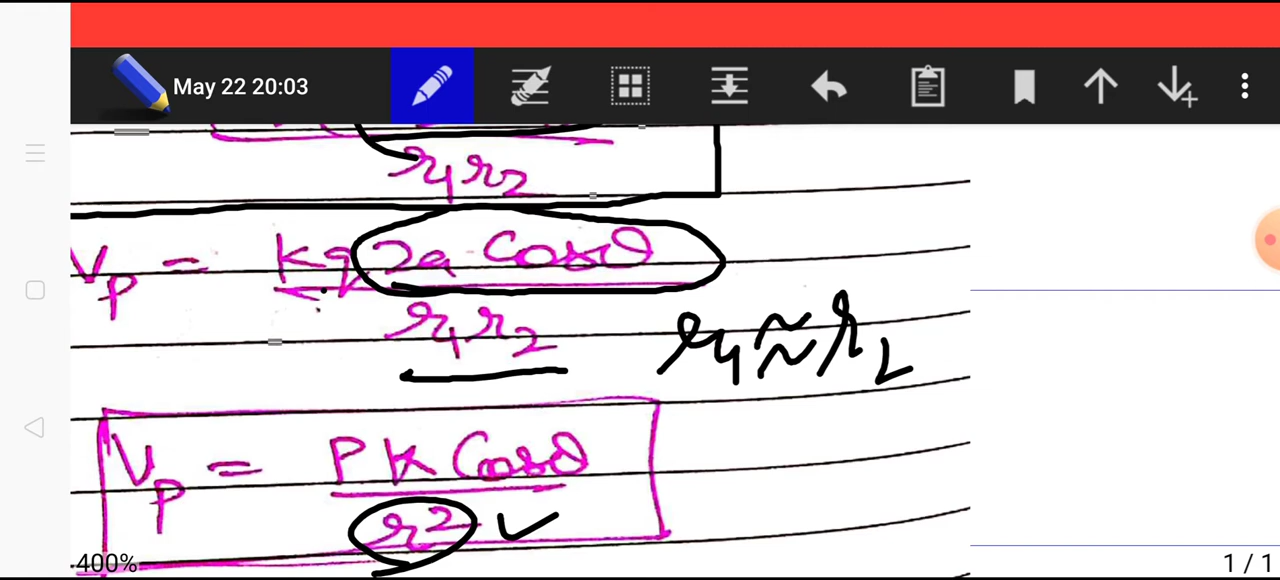 May 22 20:03
r₁r₂
Vp = Kq 2a Cosθ
r₁r₂
r₁ ≈ r₂
Vp = PK Cosθ
r²
400%
1 / 1